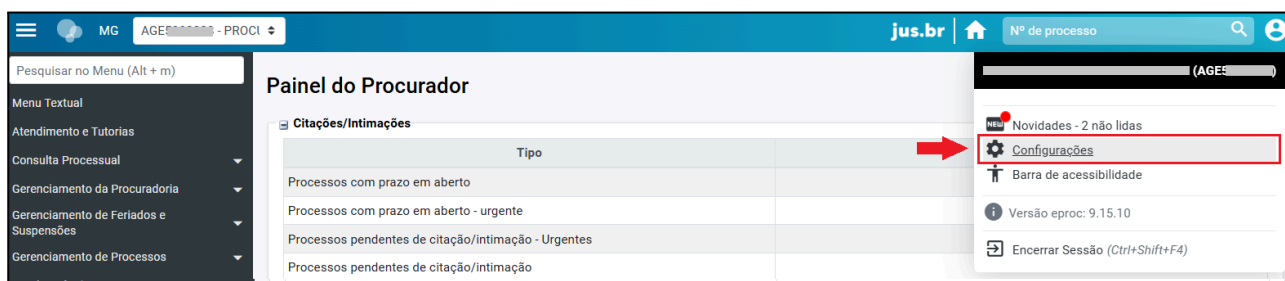 MG
AGE5 - PROCU
jus.br
Nº de processo
Pesquisar no Menu (Alt + m)
Menu Textual
Atendimento e Tutorias
Consulta Processual
Gerenciamento da Procuradoria
Gerenciamento de Feriados e
Suspensões
Gerenciamento de Processos
Painel do Procurador
Citações/Intimações
Tipo
Processos com prazo em aberto
Processos com prazo em aberto - urgente
Processos pendentes de citação/intimação - Urgentes
Processos pendentes de citação/intimação
(AGE5 )
NEW Novidades - 2 não lidas
Configurações
Barra de acessibilidade
Versão eproc: 9.15.10
Encerrar Sessão (Ctrl+Shift+F4)